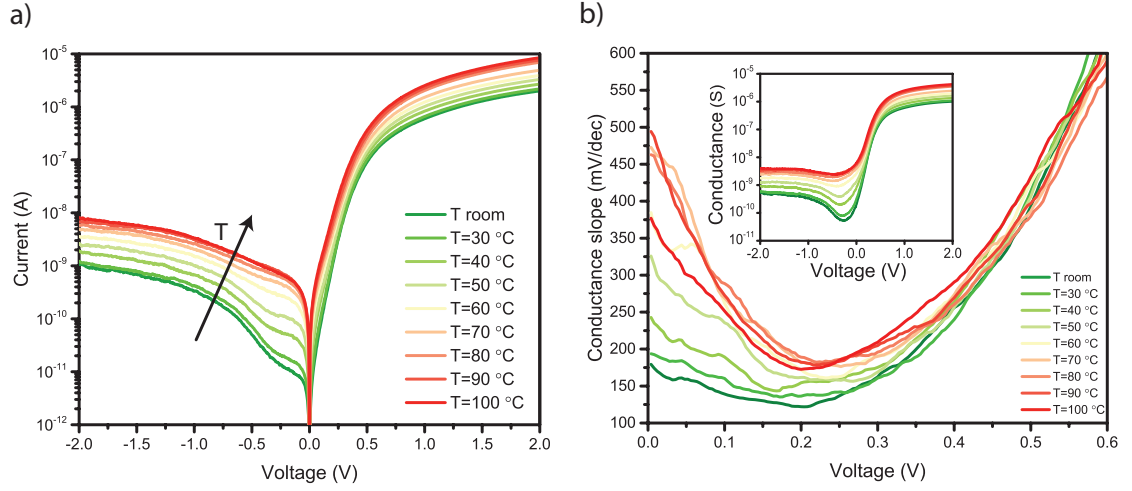 a)
10⁻⁵
10⁻⁶
10⁻⁷
10⁻⁸
10⁻⁹
10⁻¹⁰
10⁻¹¹
10⁻¹²
Current (A)
T
T room
T=30 °C
T=40 °C
T=50 °C
T=60 °C
T=70 °C
T=80 °C
T=90 °C
T=100 °C
-2.0 -1.5 -1.0 -0.5 0.0 0.5 1.0 1.5 2.0
Voltage (V)
b)
600
550
500
450
400
350
300
250
200
150
100
Conductance slope (mV/dec)
10⁻⁵
10⁻⁶
10⁻⁷
10⁻⁸
10⁻⁹
10⁻¹⁰
10⁻¹¹
Conductance (S)
-2.0 -1.0 0.0 1.0 2.0
Voltage (V)
T room
T=30 °C
T=40 °C
T=50 °C
T=60 °C
T=70 °C
T=80 °C
T=90 °C
T=100 °C
0.0 0.1 0.2 0.3 0.4 0.5 0.6
Voltage (V)